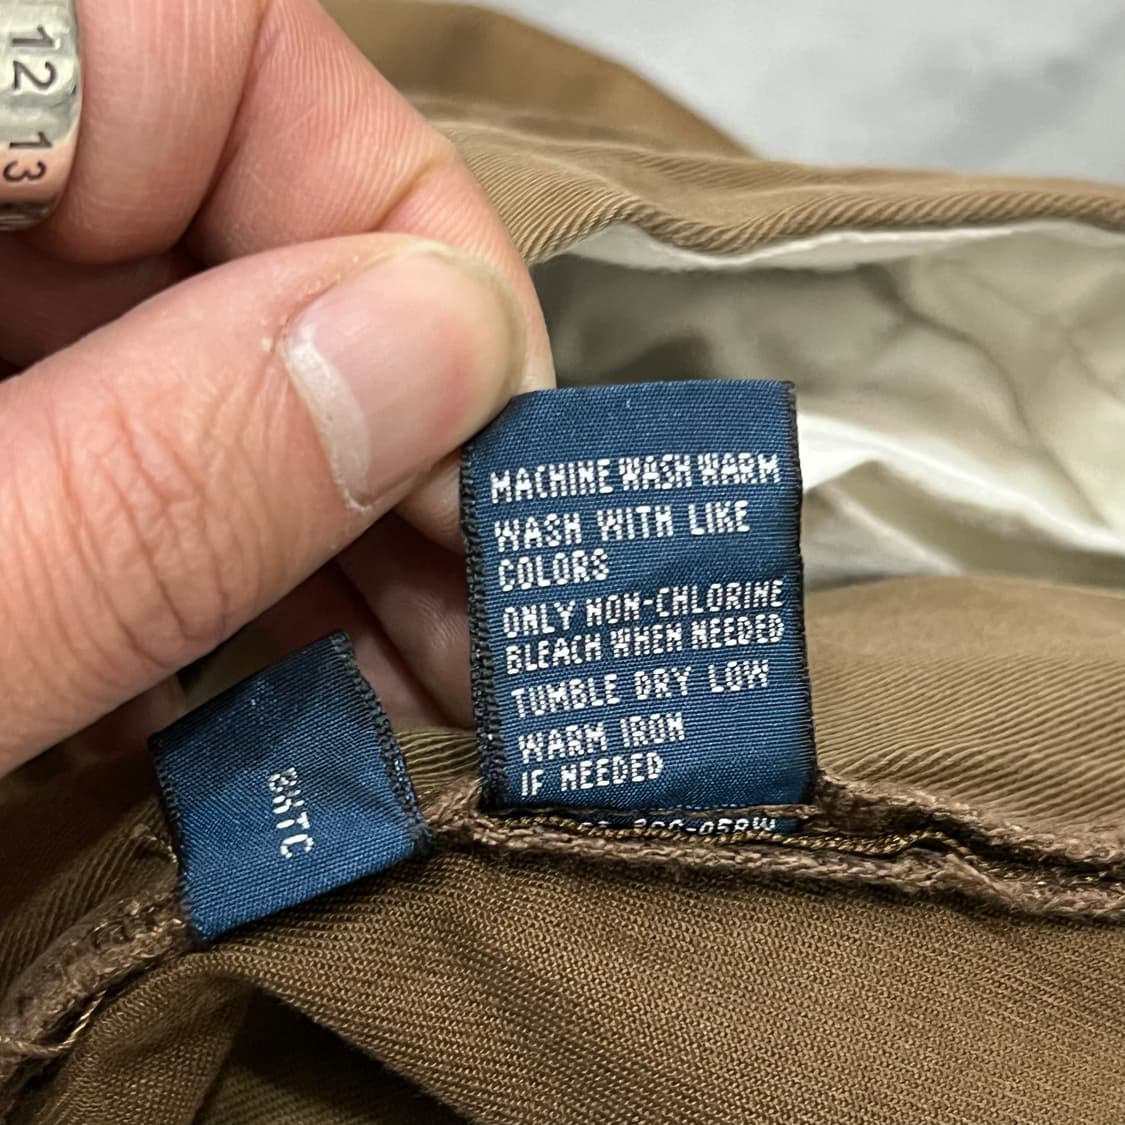 12 13
MACHINE WASH WARM
WASH WITH LIKE
COLORS
ONLY NON-CHLORINE
BLEACH WHEN NEEDED
TUMBLE DRY LOW
WARM IRON
IF NEEDED
BHTC